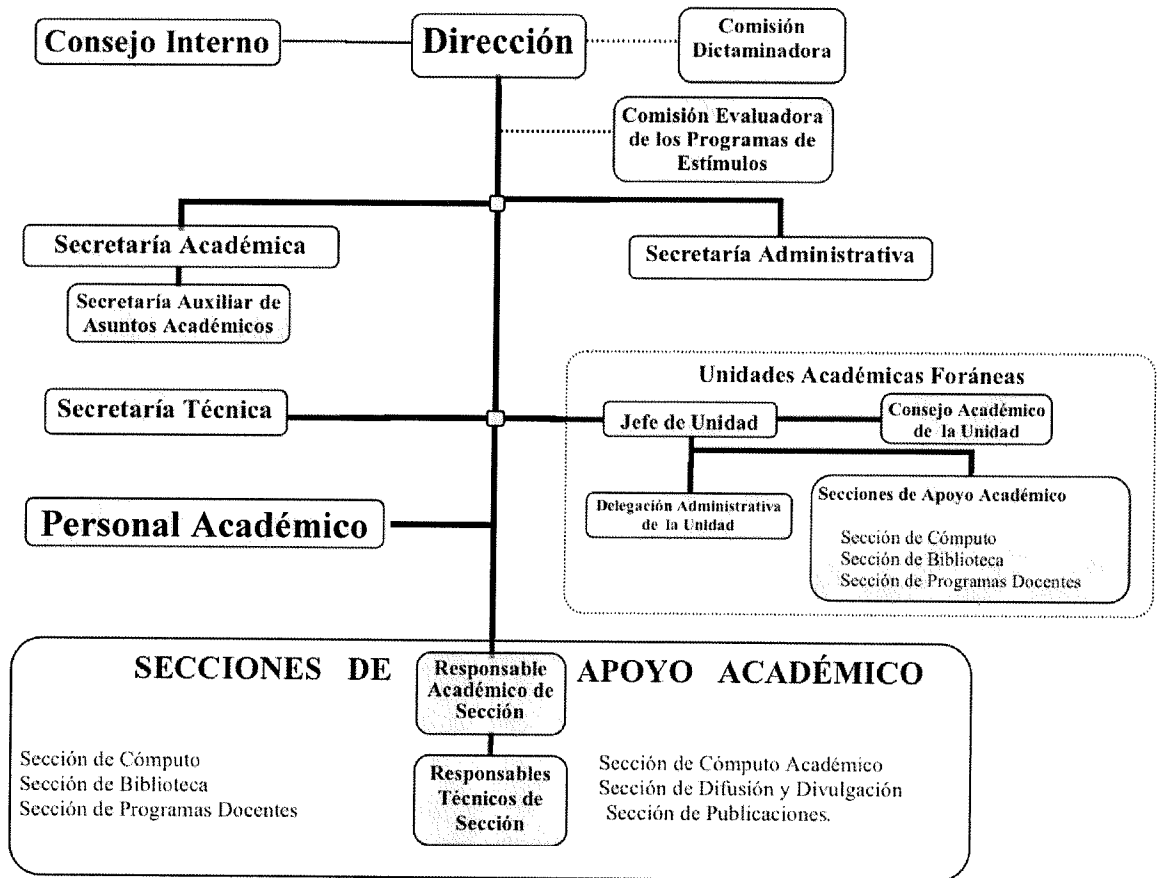 Consejo Interno
Dirección
Comisión
Dictaminadora
Comisión Evaluadora
de los Programas de
Estímulos
Secretaría Académica
Secretaría Administrativa
Secretaría Auxiliar de
Asuntos Académicos
Unidades Académicas Foráneas
Secretaría Técnica
Jefe de Unidad
Consejo Académico
de la Unidad
Delegación Administrativa
de la Unidad
Secciones de Apoyo Académico
Sección de Cómputo
Sección de Biblioteca
Sección de Programas Docentes
Personal Académico
SECCIONES DE APOYO ACADÉMICO
Responsable
Académico de
Sección
Responsables
Técnicos de
Sección
Sección de Cómputo
Sección de Biblioteca
Sección de Programas Docentes
Sección de Cómputo Académico
Sección de Difusión y Divulgación
Sección de Publicaciones.